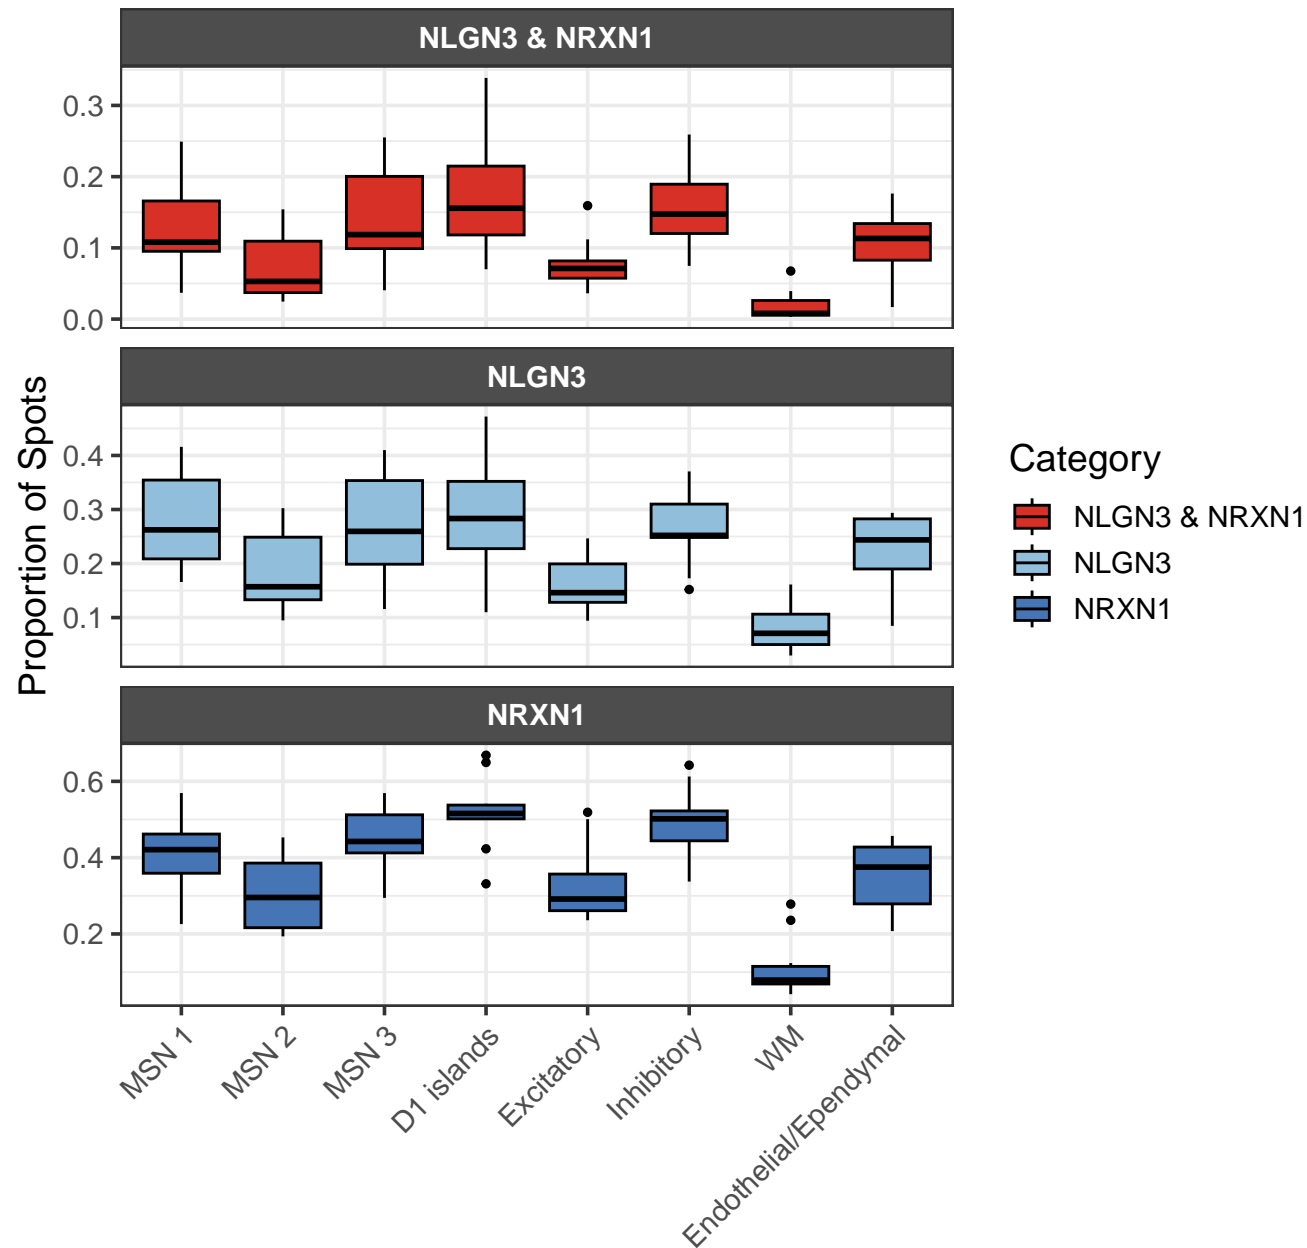 NLGN3 & NRXN1
0.3
0.2
0.1
0.0
NLGN3
0.4
0.3
0.2
0.1
NRXN1
0.6
0.4
0.2
Proportion of Spots
MSN 1
MSN 2
MSN 3
D1 islands
Excitatory
Inhibitory
WM
Endothelial/Ependymal
Category
NLGN3 & NRXN1
NLGN3
NRXN1